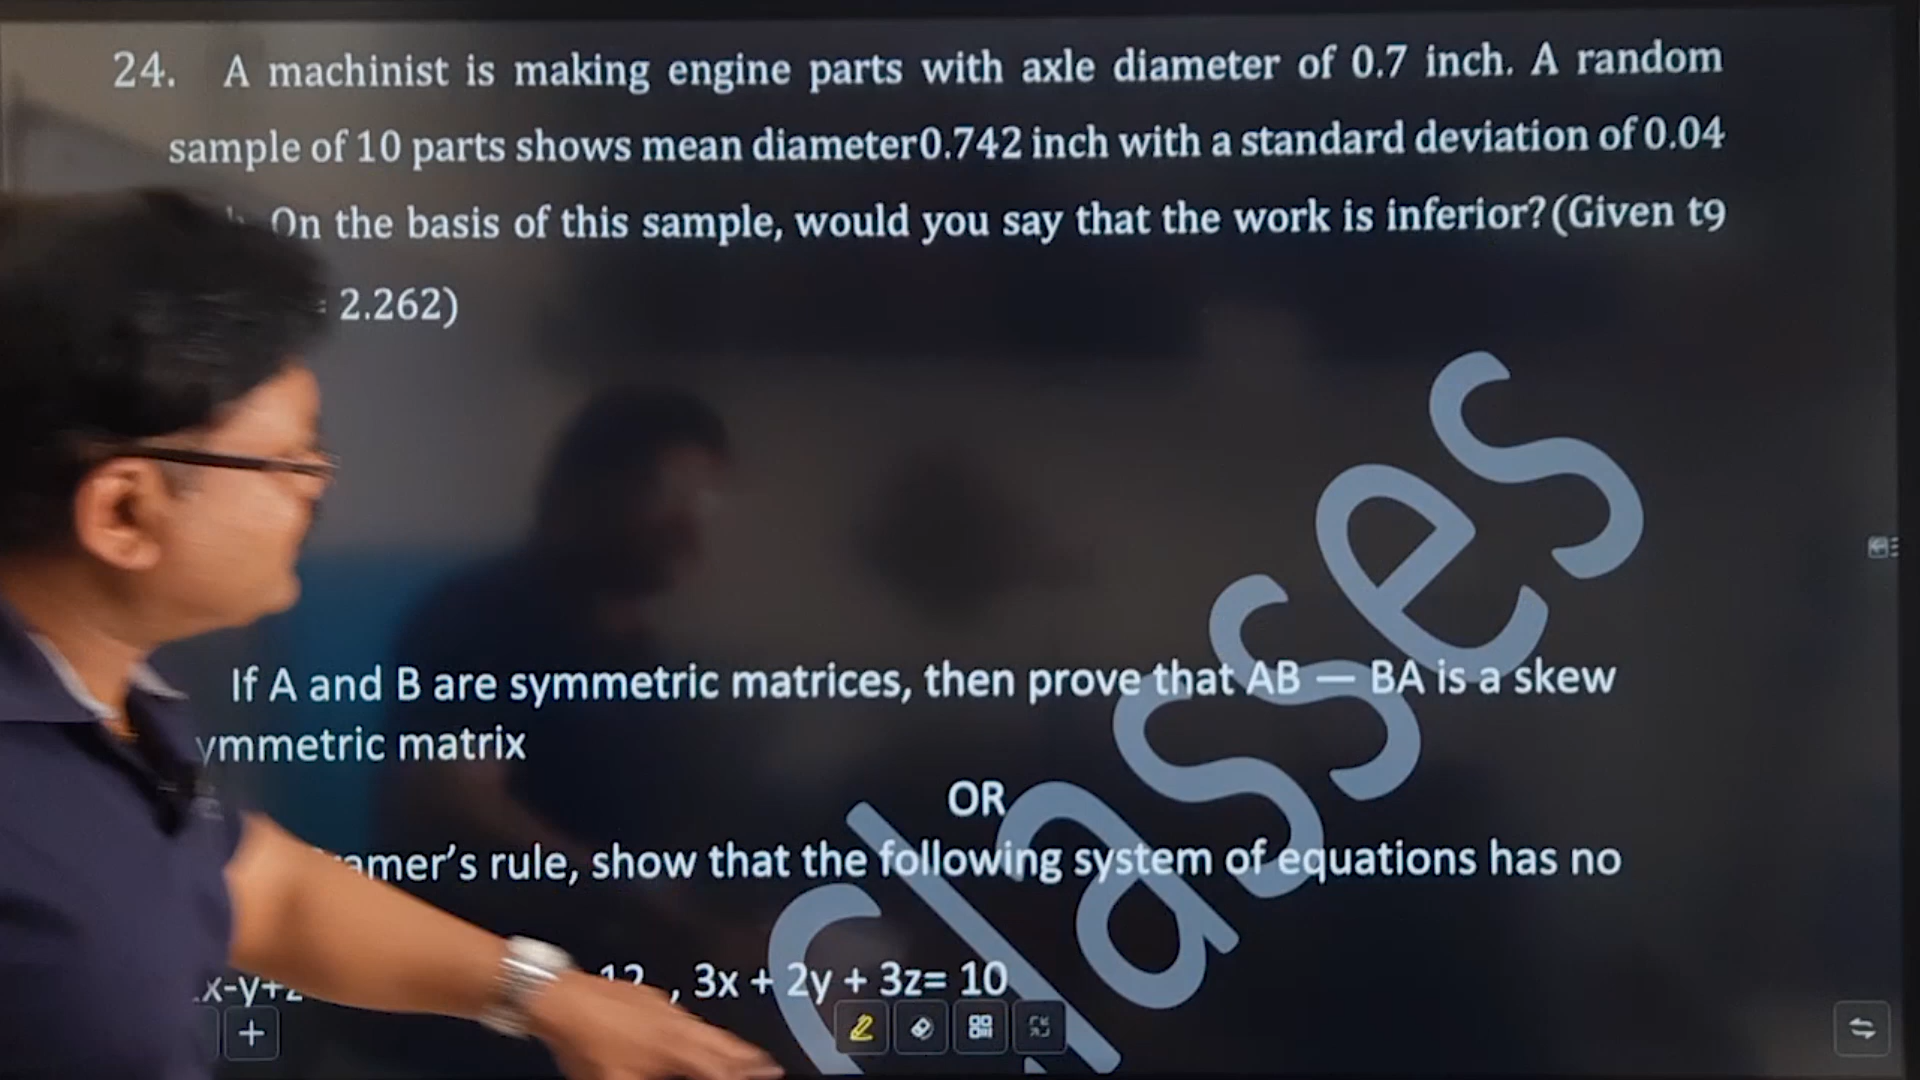 24. A machinist is making engine parts with axle diameter of 0.7 inch. A random
sample of 10 parts shows mean diameter0.742 inch with a standard deviation of 0.04
On the basis of this sample, would you say that the work is inferior?(Given t9
= 2.262)
If A and B are symmetric matrices, then prove that AB — BA is a skew
ymmetric matrix
OR
amer's rule, show that the following system of equations has no
x-y+z 12 , 3x + 2y + 3z= 10
Classes